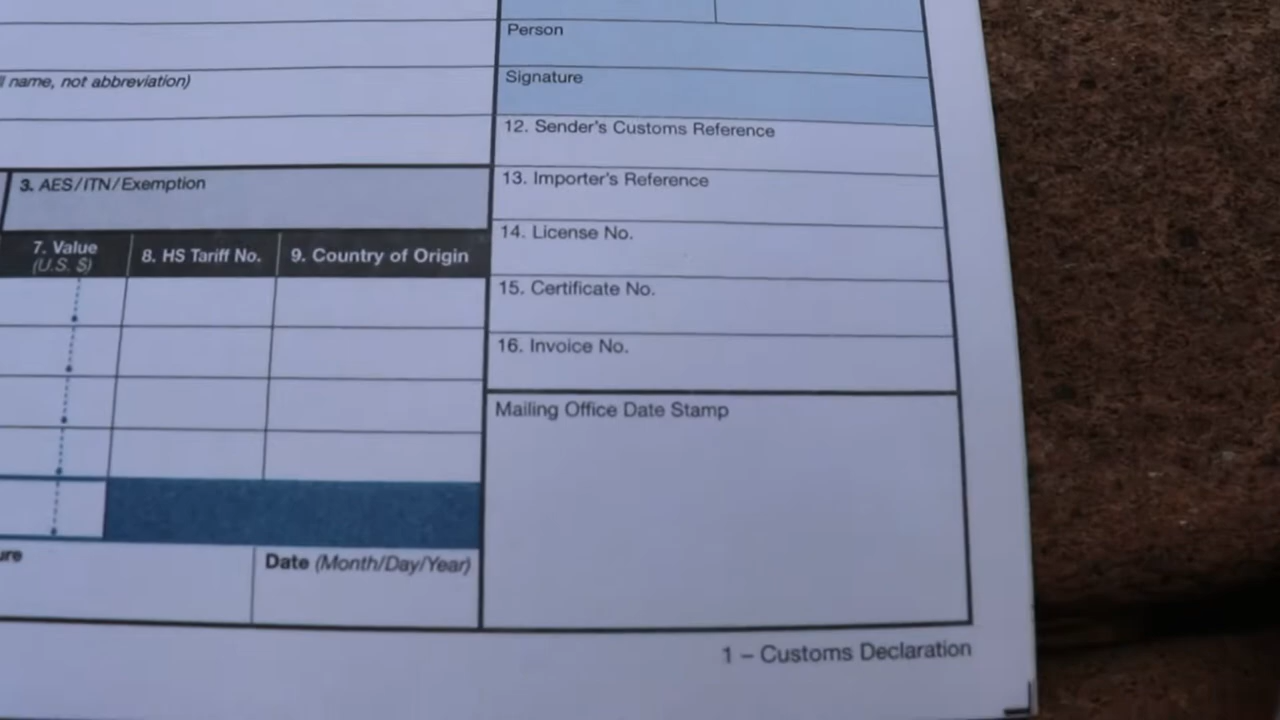 Person
name, not abbreviation)
Signature
12. Sender's Customs Reference
3. AES/ITN/Exemption
13. Importer's Reference
7. Value
(U.S. $)
8. HS Tariff No.
9. Country of Origin
14. License No.
15. Certificate No.
16. Invoice No.
Mailing Office Date Stamp
Date (Month/Day/Year)
1 – Customs Declaration